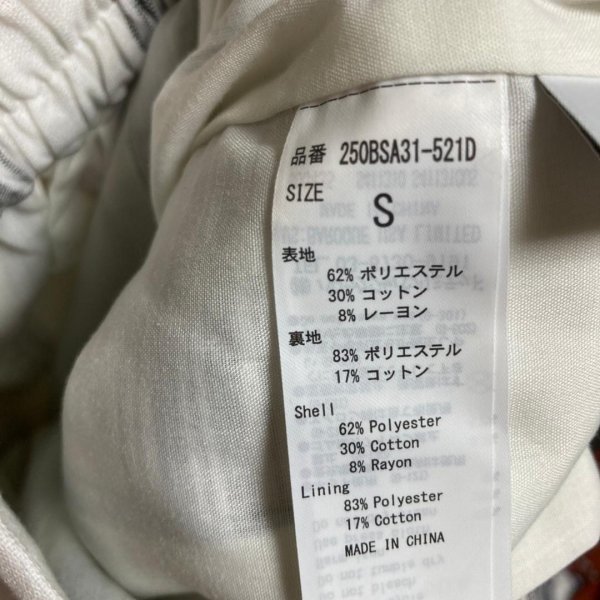 品番 250BSA31-521D
SIZE S
表地
62% ポリエステル
30% コットン
8% レーヨン
裏地
83% ポリエステル
17% コットン
Shell
62% Polyester
30% Cotton
8% Rayon
Lining
83% Polyester
17% Cotton
MADE IN CHINA